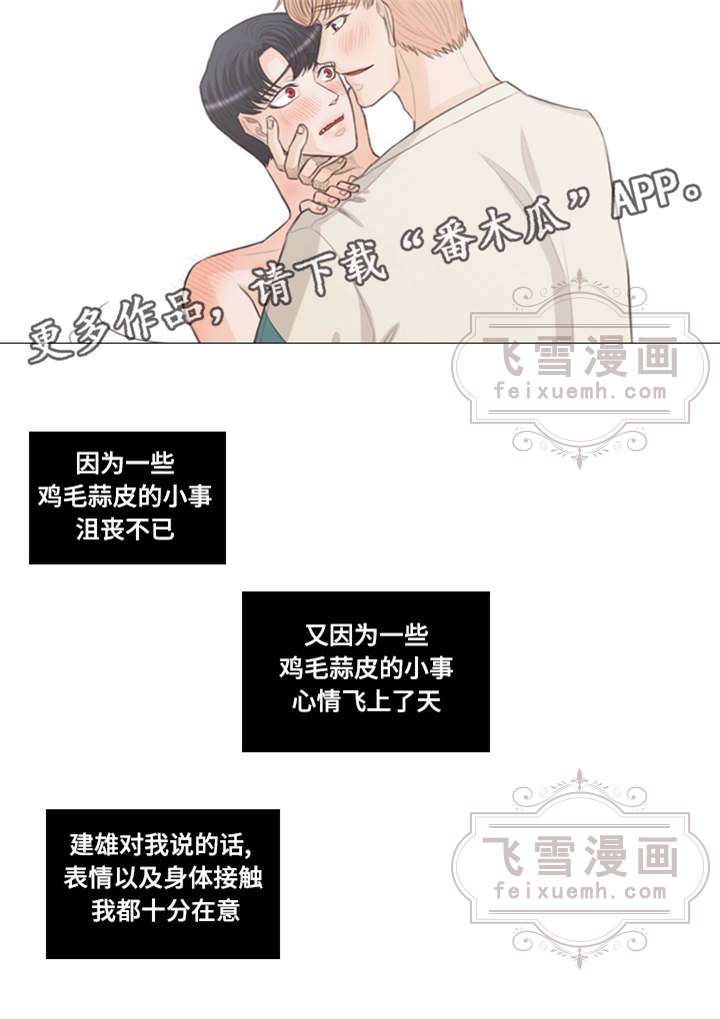 更多作品，请下载“番木瓜”APP。
飞雪漫画
feixuemh.com
因为一些
鸡毛蒜皮的小事
沮丧不已
又因为一些
鸡毛蒜皮的小事
心情飞上了天
建雄对我说的话,
表情以及身体接触
我都十分在意
飞雪漫画
feixuemh.com